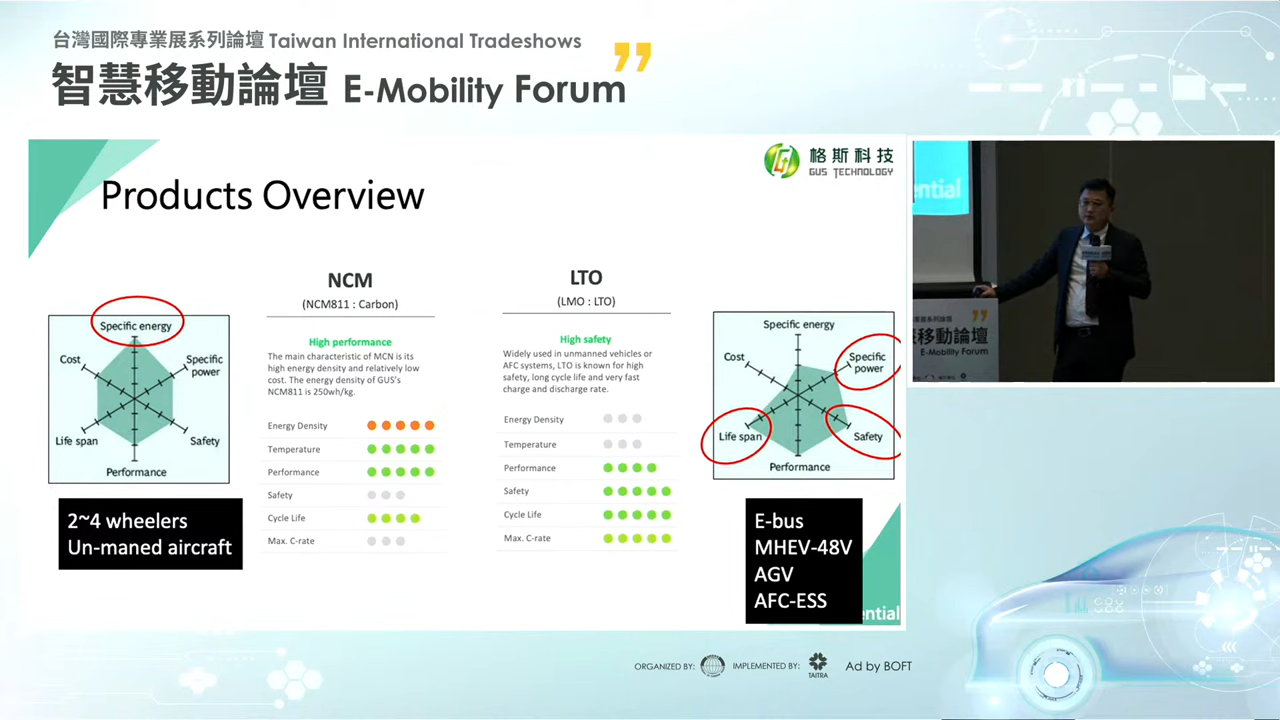 台灣國際專業展系列論壇 Taiwan International Tradeshows
智慧移動論壇 E-Mobility Forum
格斯科技
GUS TECHNOLOGY
Products Overview
NCM
(NCM811 : Carbon)
High performance
The main characteristic of MCN is its
high energy density and relatively low
cost. The energy density of GUS's
NCM811 is 250wh/kg.
Energy Density
Temperature
Performance
Safety
Cycle Life
Max. C-rate
Specific energy
Cost
Specific
power
Life span
Safety
Performance
2~4 wheelers
Un-maned aircraft
LTO
(LMO : LTO)
High safety
Widely used in unmanned vehicles or
AFC systems, LTO is known for high
safety, long cycle life and very fast
charge and discharge rate.
Energy Density
Temperature
Performance
Safety
Cycle Life
Max. C-rate
Specific energy
Cost
Specific
power
Life span
Safety
Performance
E-bus
MHEV-48V
AGV
AFC-ESS
ential
ential
慧移動論壇
E-Mobility Forum
ORGANIZED BY:
IMPLEMENTED BY:
TAITRA
Ad by BOFT